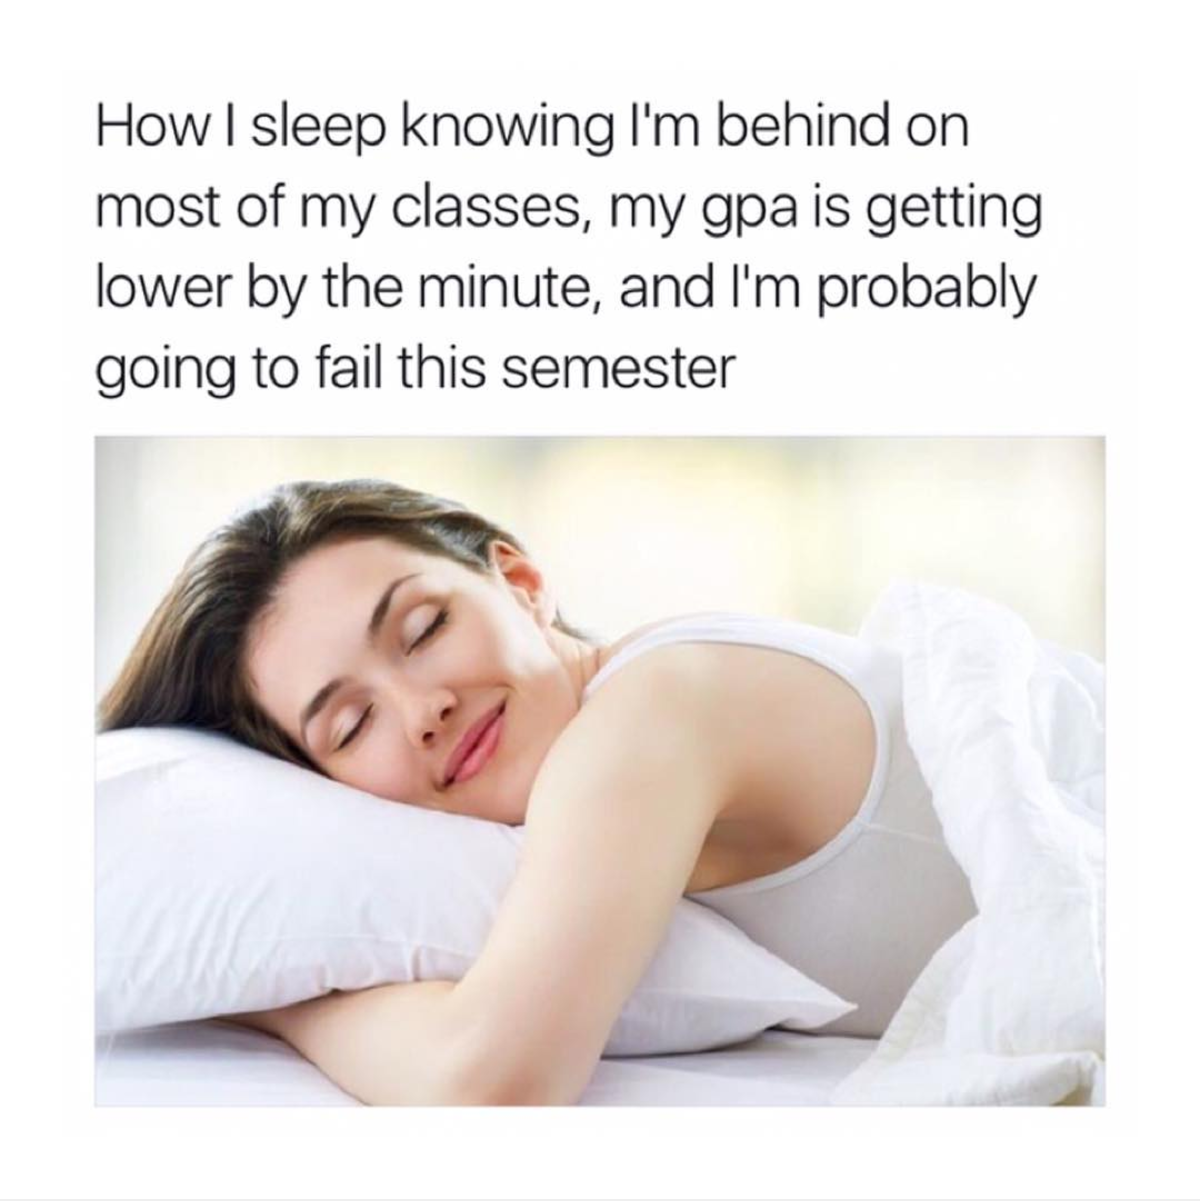 How I sleep knowing I'm behind on
most of my classes, my gpa is getting
lower by the minute, and I'm probably
going to fail this semester